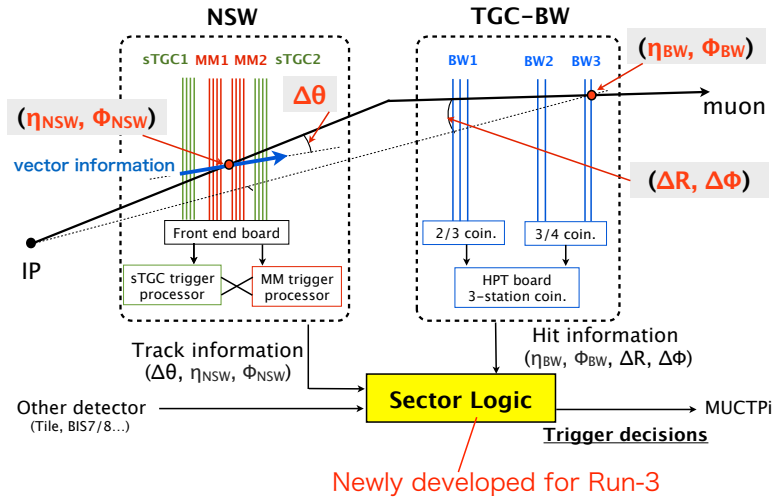 NSW
TGC-BW
sTGC1 MM1 MM2 sTGC2
BW1 BW2 BW3
(ηBW, ΦBW)
Δθ
muon
(ηNSW, ΦNSW)
vector information
(ΔR, ΔΦ)
IP
Front end board
2/3 coin.
3/4 coin.
sTGC trigger
processor
MM trigger
processor
HPT board
3-station coin.
Track information
(Δθ, ηNSW, ΦNSW)
Hit information
(ηBW, ΦBW, ΔR, ΔΦ)
Other detector
(Tile, BIS7/8...)
Sector Logic
MUCTPi
Trigger decisions
Newly developed for Run-3